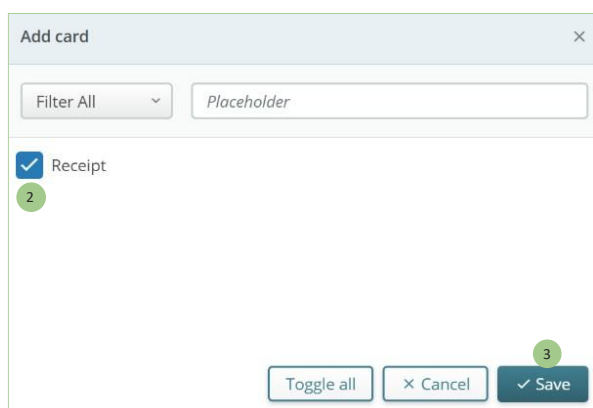 Add card ×
Filter All Placeholder
Receipt
2
3
Toggle all × Cancel ✓ Save